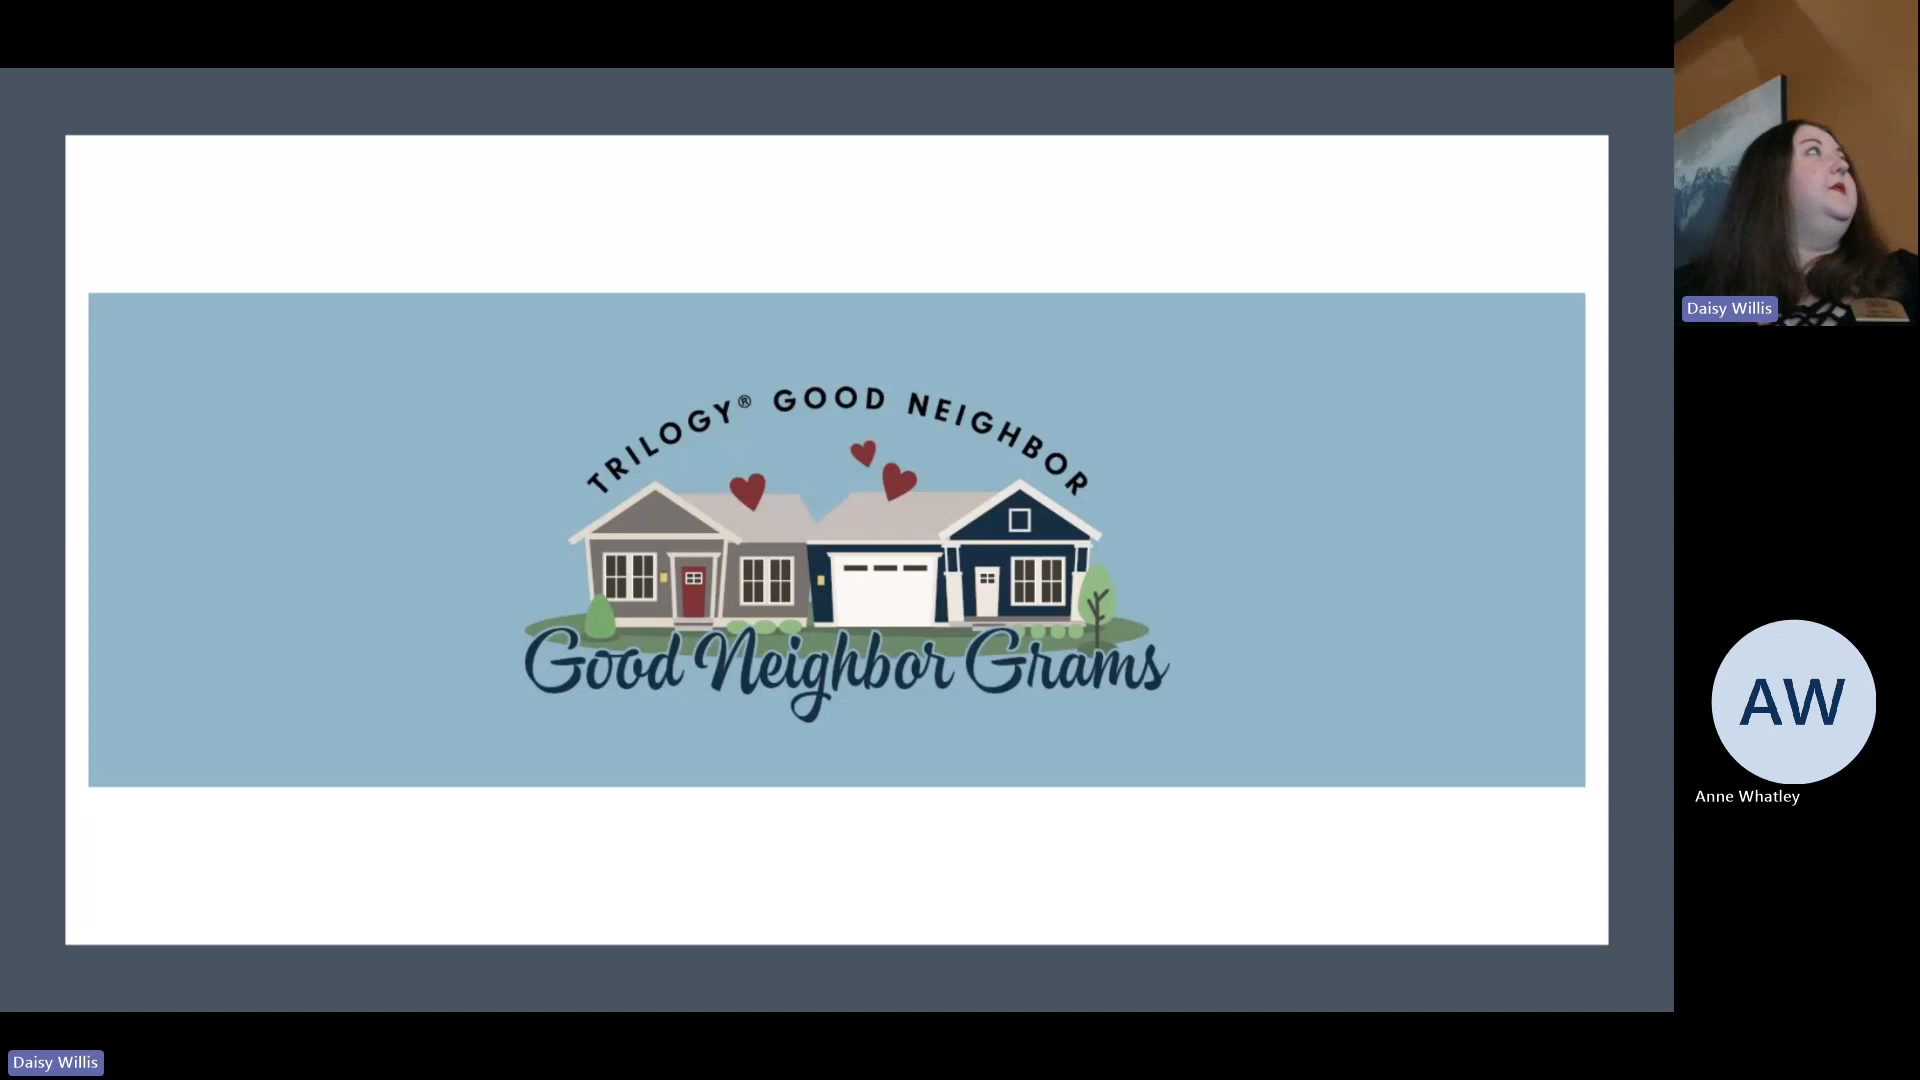 TRILOGY® GOOD NEIGHBOR
Good Neighbor Grams
Daisy Willis
AW
Anne Whatley
Daisy Willis